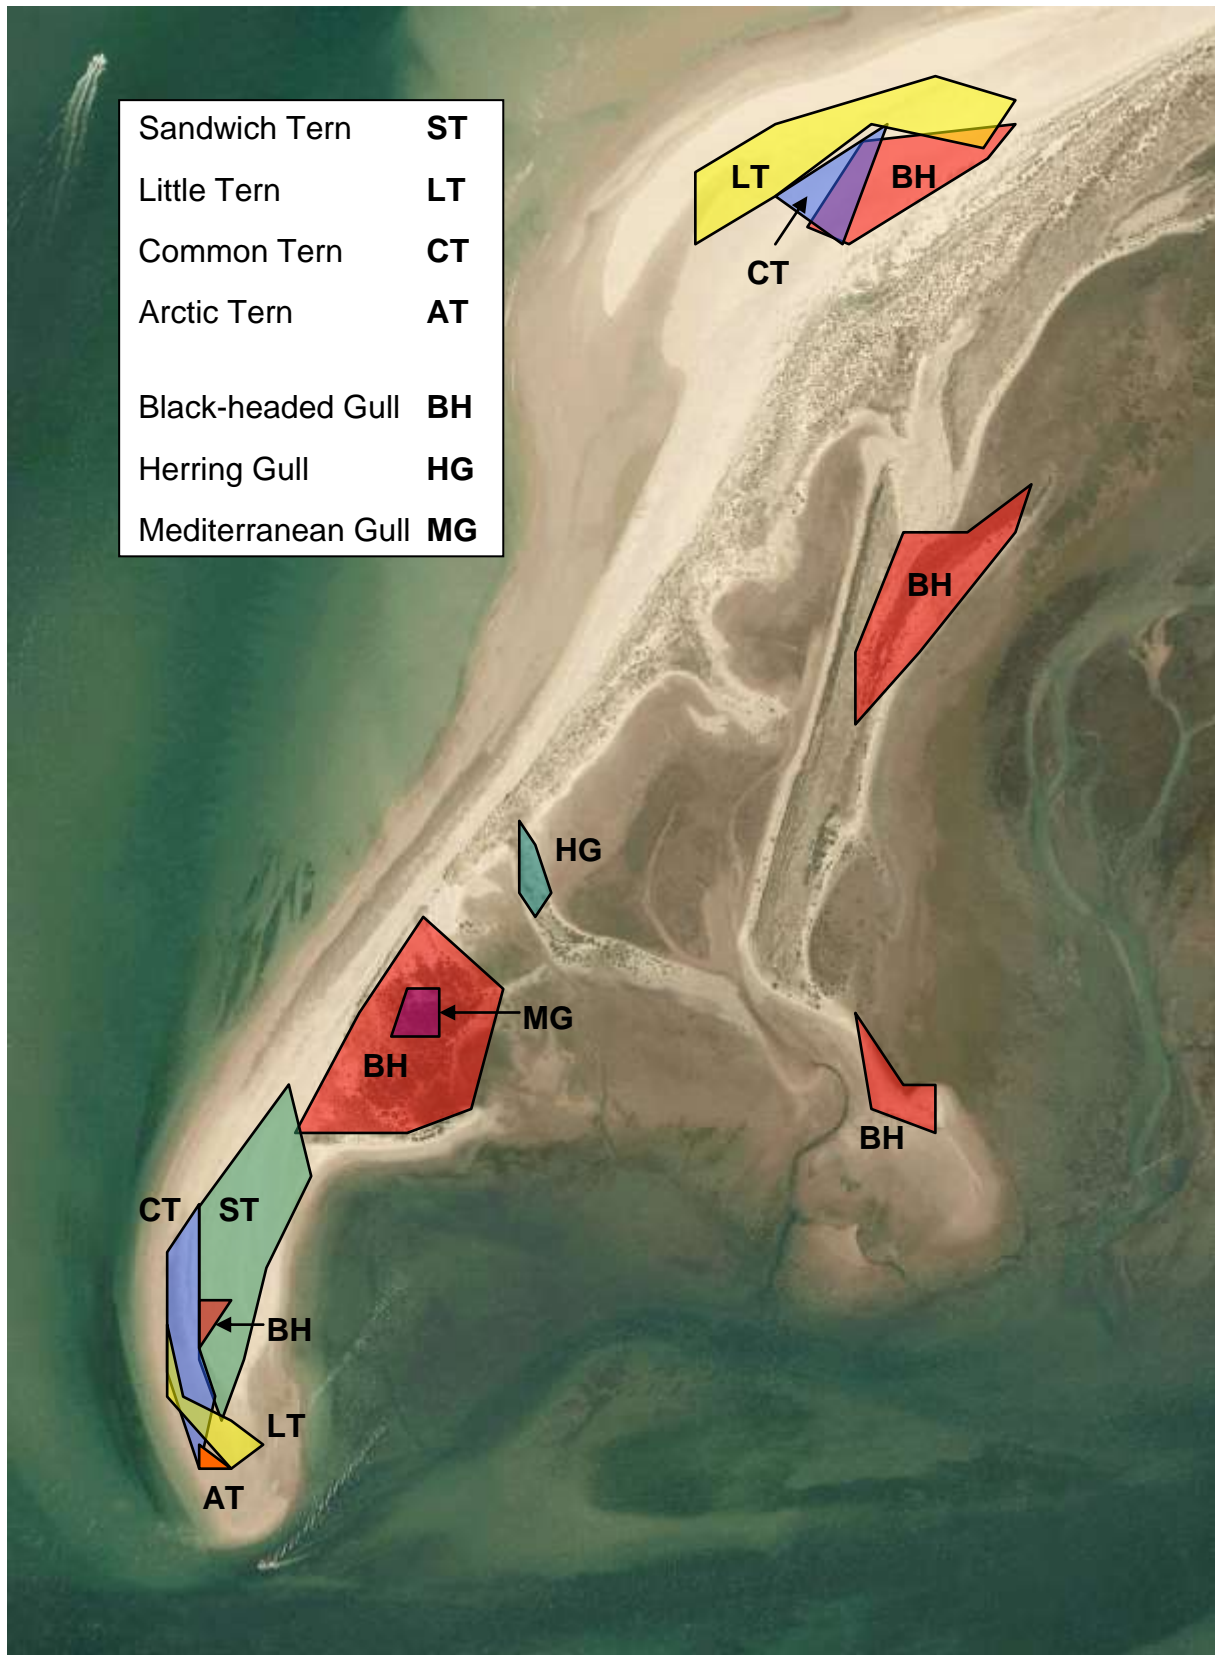 Sandwich Tern ST
Little Tern LT
Common Tern CT
Arctic Tern AT
Black-headed Gull BH
Herring Gull HG
Mediterranean Gull MG
LT
BH
CT
BH
HG
MG
BH
BH
CT
ST
BH
LT
AT